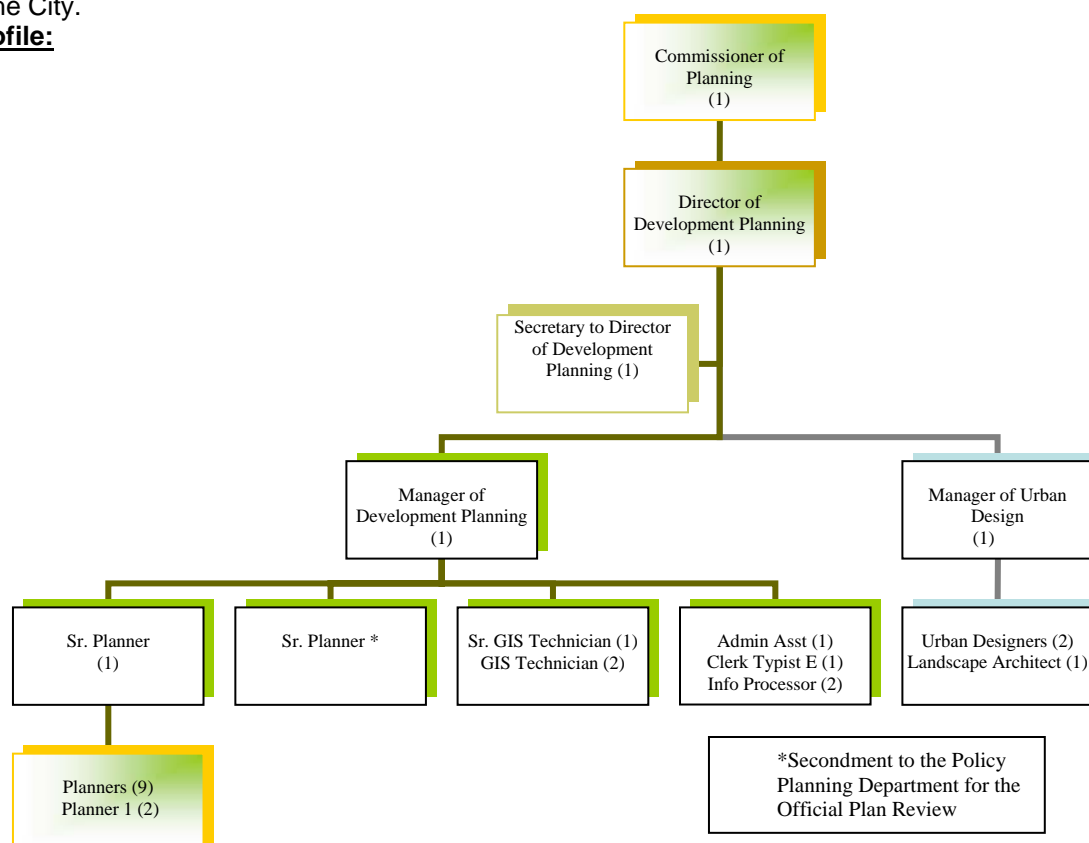 he City.
ofile:
Commissioner of
Planning
(1)
Director of
Development Planning
(1)
Secretary to Director
of Development
Planning (1)
Manager of
Development Planning
(1)
Manager of Urban
Design
(1)
Sr. Planner
(1)
Sr. Planner *
Sr. GIS Technician (1)
GIS Technician (2)
Admin Asst (1)
Clerk Typist E (1)
Info Processor (2)
Urban Designers (2)
Landscape Architect (1)
Planners (9)
Planner 1 (2)
*Secondment to the Policy
Planning Department for the
Official Plan Review